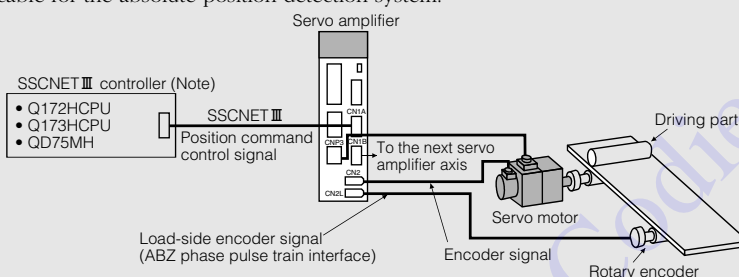 cable for the absolute position detection system.
Servo amplifier
SSCNETⅢ controller (Note)
• Q172HCPU
• Q173HCPU
• QD75MH
SSCNETⅢ
Position command
control signal
CN1A
CNP3
CN1B
To the next servo
amplifier axis
CN2
CN2L
Driving part
Servo motor
Load-side encoder signal
(ABZ phase pulse train interface)
Encoder signal
Rotary encoder